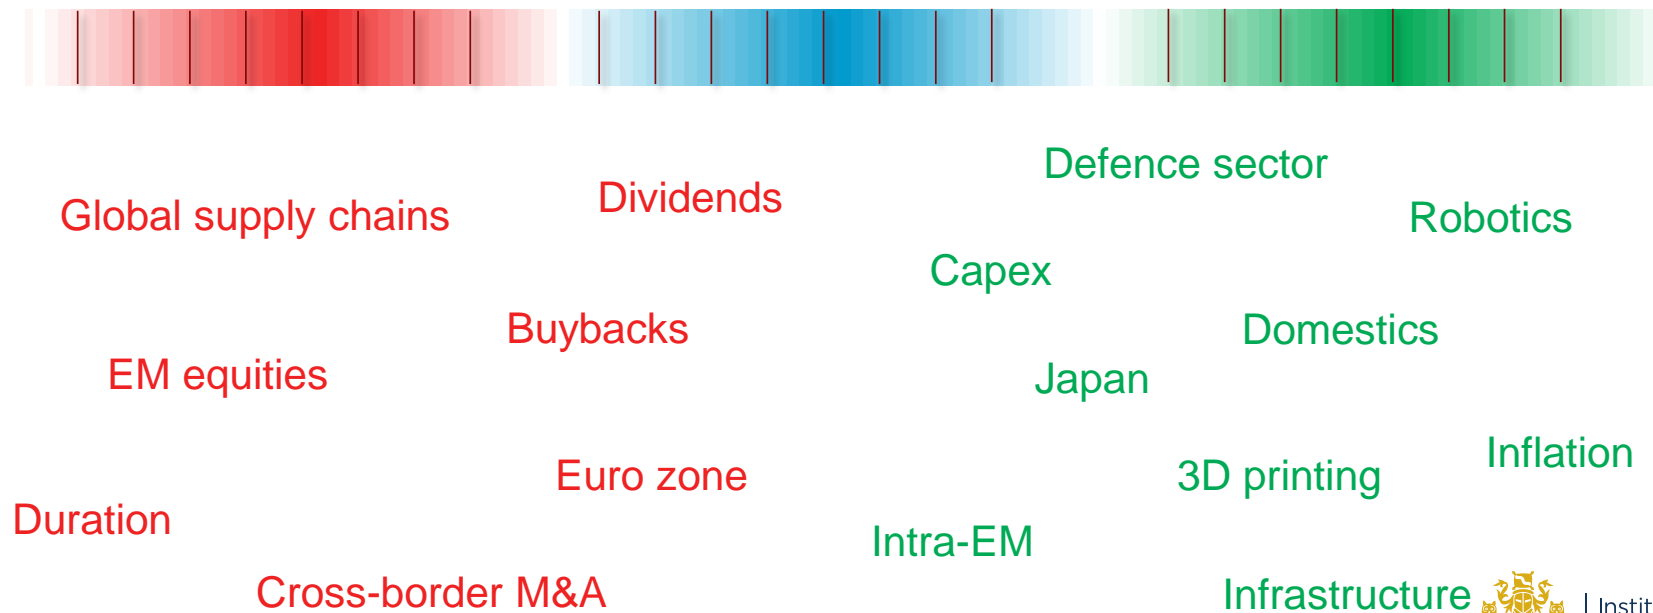 Defence sector
Dividends
Global supply chains
Robotics
Capex
Buybacks
Domestics
EM equities
Japan
Inflation
Euro zone
3D printing
Duration
Intra-EM
Cross-border M&A
Infrastructure